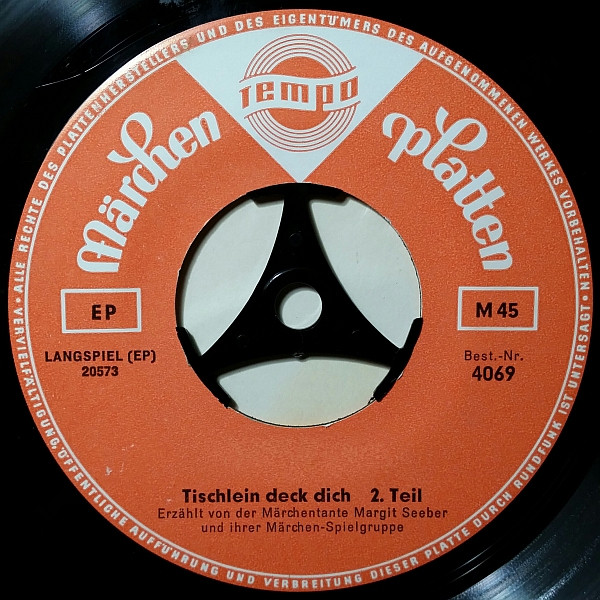 • ALLE RECHTE DES PLATTENHERSTELLERS UND DES EIGENTÜMERS DES AUFGENOMMENEN WERKES VORBEHALTEN •
VERVIELFÄLTIGUNG, ÖFFENTLICHE AUFFÜHRUNG UND VERBREITUNG DIESER PLATTE DURCH RUNDFUNK IST UNTERSAGT •
TEMPO
Märchen Platten
EP
M 45
LANGSPIEL (EP)
20573
Best.-Nr.
4069
Tischlein deck dich 2. Teil
Erzählt von der Märchentante Margit Seeber
und ihrer Märchen-Spielgruppe